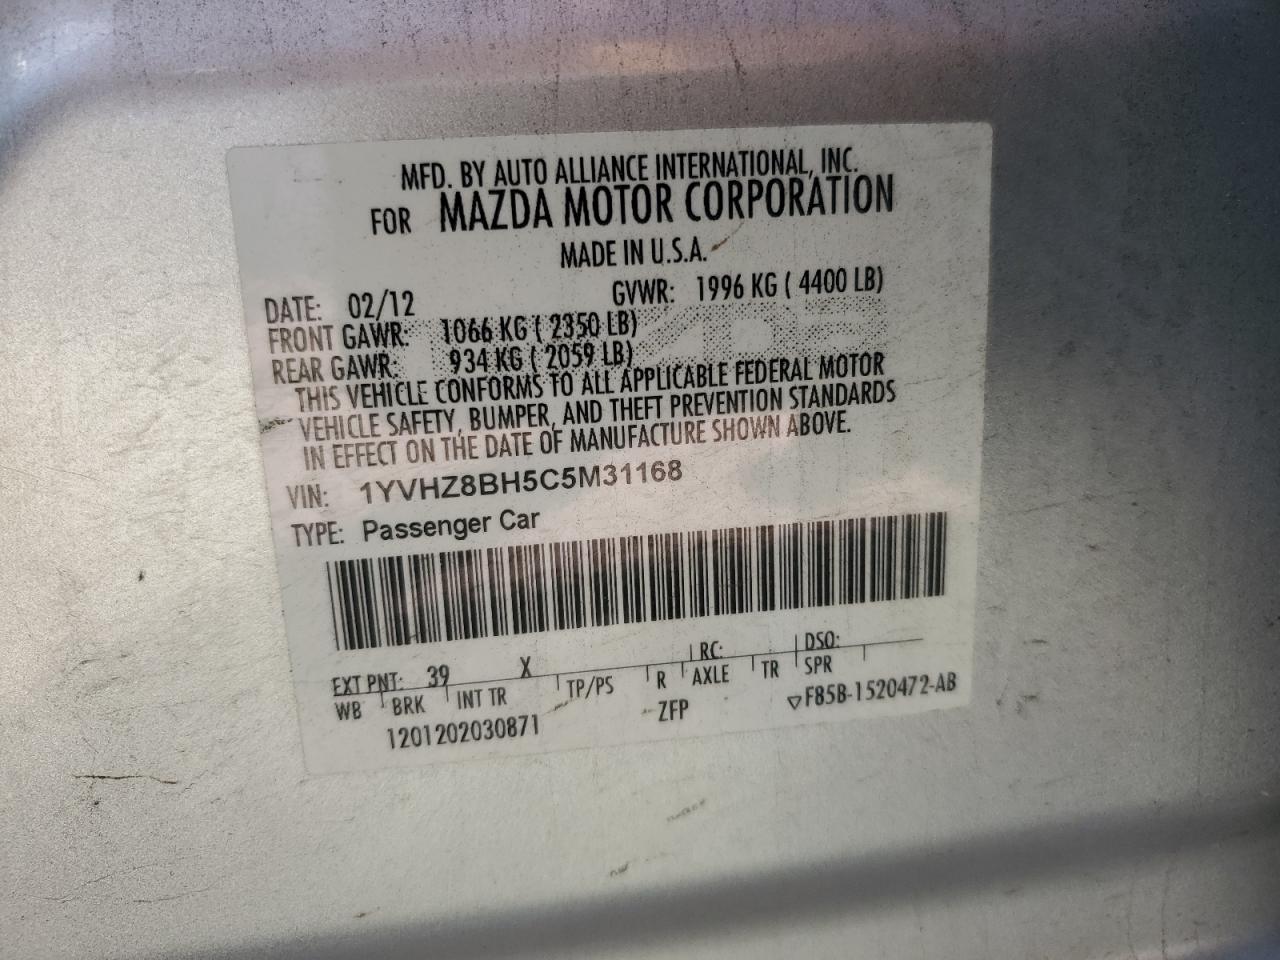 MFD. BY AUTO ALLIANCE INTERNATIONAL, INC.
FOR MAZDA MOTOR CORPORATION
MADE IN U.S.A.
DATE: 02/12 GVWR: 1996 KG ( 4400 LB)
FRONT GAWR: 1066 KG ( 2350 LB)
REAR GAWR: 934 KG ( 2059 LB)
THIS VEHICLE CONFORMS TO ALL APPLICABLE FEDERAL MOTOR
VEHICLE SAFETY, BUMPER, AND THEFT PREVENTION STANDARDS
IN EFFECT ON THE DATE OF MANUFACTURE SHOWN ABOVE.
VIN: 1YVHZ8BH5C5M31168
TYPE: Passenger Car
EXT PNT: 39 X RC: DSO:
WB BRK INT TR TP/PS R AXLE TR SPR
1201202030871 ZFP ▽F85B-1520472-AB